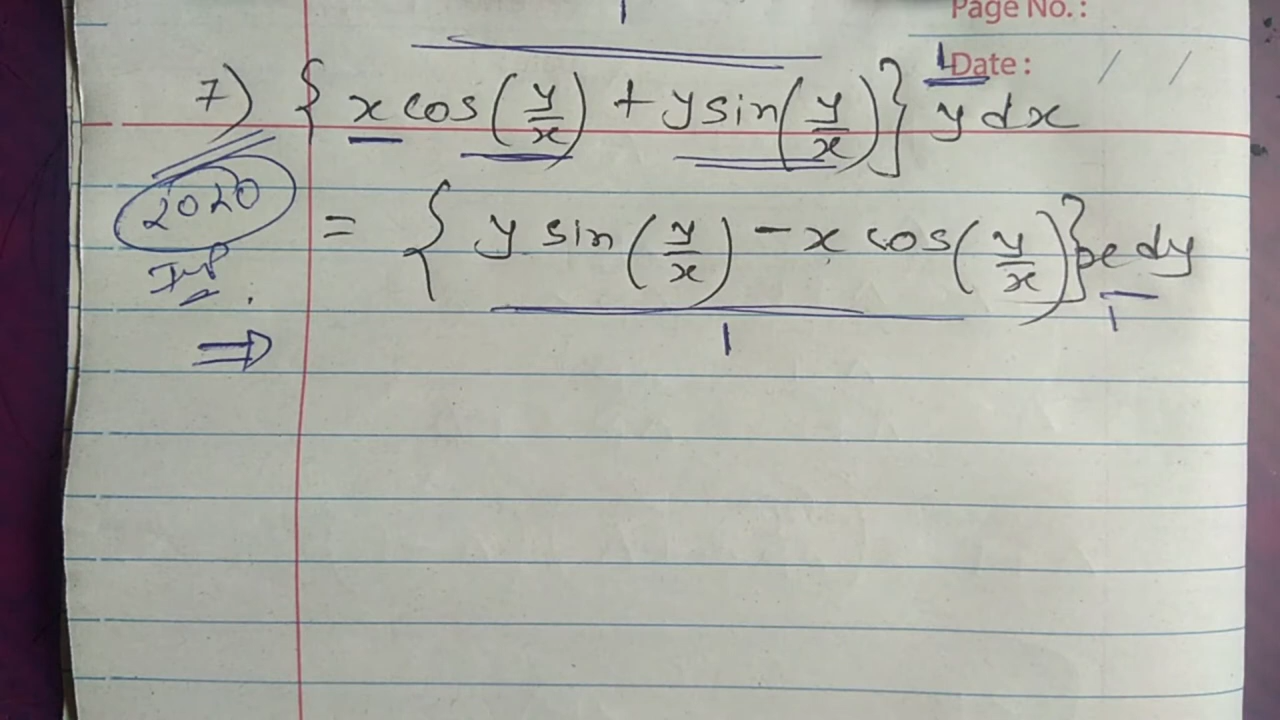 Page No.:
Date: / /
7) { x cos(y/x) + y sin(y/x) } y dx
2020
= { y sin(y/x) - x cos(y/x) } x dy
Imp.
⇒